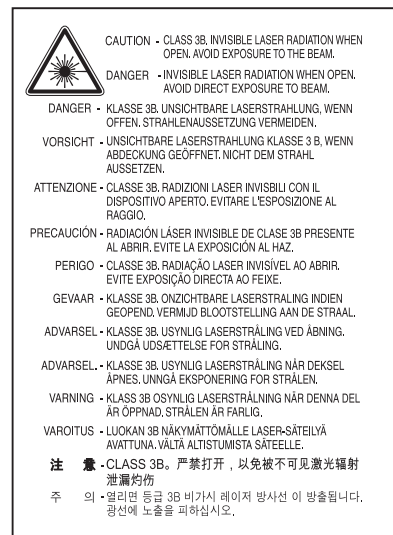 CAUTION - CLASS 3B. INVISIBLE LASER RADIATION WHEN
OPEN. AVOID EXPOSURE TO THE BEAM.
DANGER - INVISIBLE LASER RADIATION WHEN OPEN.
AVOID DIRECT EXPOSURE TO BEAM.
DANGER - KLASSE 3B. UNSICHTBARE LASERSTRAHLUNG, WENN
OFFEN. STRAHLENAUSSETZUNG VERMEIDEN.
VORSICHT - UNSICHTBARE LASERSTRAHLUNG KLASSE 3 B, WENN
ABDECKUNG GEÖFFNET. NICHT DEM STRAHL
AUSSETZEN.
ATTENZIONE - CLASSE 3B. RADIZIONI LASER INVISBILI CON IL
DISPOSITIVO APERTO. EVITARE L'ESPOSIZIONE AL
RAGGIO.
PRECAUCIÓN - RADIACIÓN LÁSER INVISIBLE DE CLASE 3B PRESENTE
AL ABRIR. EVITE LA EXPOSICIÓN AL HAZ.
PERIGO - CLASSE 3B. RADIAÇÃO LASER INVISÍVEL AO ABRIR.
EVITE EXPOSIÇÃO DIRECTA AO FEIXE.
GEVAAR - KLASSE 3B. ONZICHTBARE LASERSTRALING INDIEN
GEOPEND. VERMIJD BLOOTSTELLING AAN DE STRAAL.
ADVARSEL - KLASSE 3B. USYNLIG LASERSTRÅLING VED ÅBNING.
UNDGÅ UDSÆTTELSE FOR STRÅLING.
ADVARSEL. - KLASSE 3B. USYNLIG LASERSTRÅLING NÅR DEKSEL
ÅPNES. UNNGÅ EKSPONERING FOR STRÅLEN.
VARNING - KLASS 3B OSYNLIG LASERSTRÅLNING NÄR DENNA DEL
ÄR ÖPPNAD. STRÅLEN ÄR FARLIG.
VAROITUS - LUOKAN 3B NÄKYMÄTTÖMÄLLE LASER-SÄTEILYÄ
AVATTUNA. VÄLTÄ ALTISTUMISTA SÄTEELLE.
注 意 - CLASS 3B。严禁打开，以免被不可见激光辐射
泄漏灼伤
주 의 - 열리면 등급 3B 비가시 레이저 방사선 이 방출됩니다.
광선에 노출을 피하십시오.